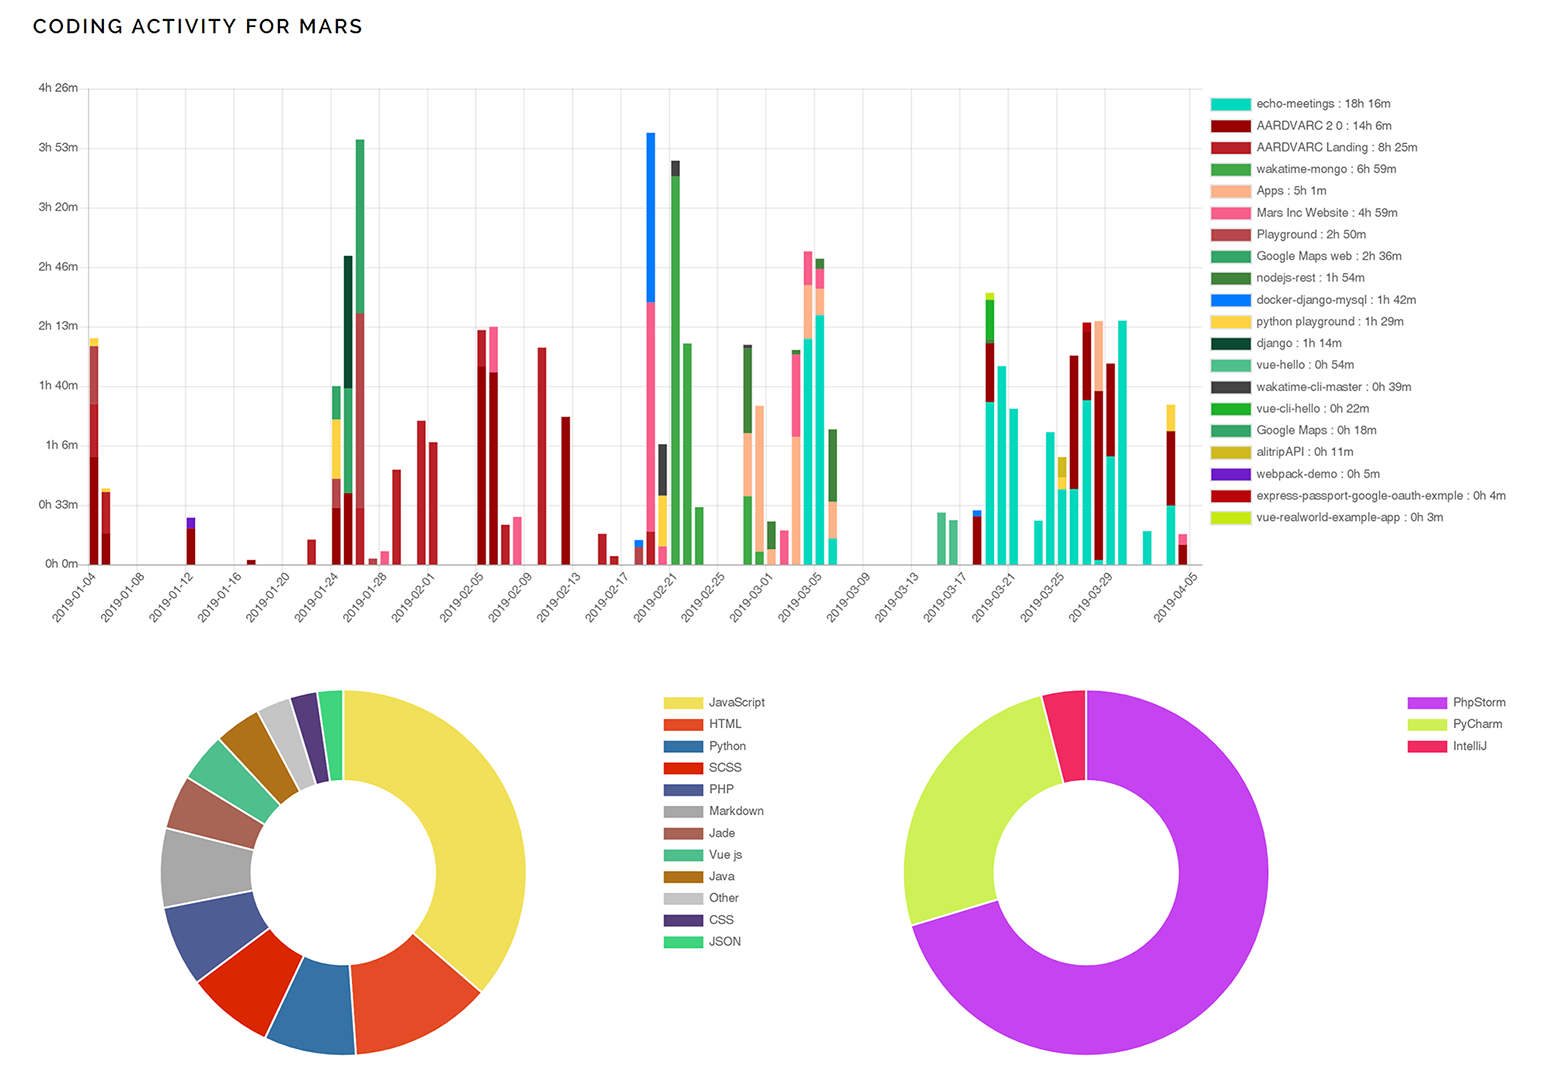 CODING ACTIVITY FOR MARS
4h 26m
3h 53m
3h 20m
2h 46m
2h 13m
1h 40m
1h 6m
0h 33m
0h 0m
2019-01-04
2019-01-08
2019-01-12
2019-01-16
2019-01-20
2019-01-24
2019-01-28
2019-02-01
2019-02-05
2019-02-09
2019-02-13
2019-02-17
2019-02-21
2019-02-25
2019-03-01
2019-03-05
2019-03-09
2019-03-13
2019-03-17
2019-03-21
2019-03-25
2019-03-29
2019-04-05
echo-meetings : 18h 16m
AARDVARC 2 0 : 14h 6m
AARDVARC Landing : 8h 25m
wakatime-mongo : 6h 59m
Apps : 5h 1m
Mars Inc Website : 4h 59m
Playground : 2h 50m
Google Maps web : 2h 36m
nodejs-rest : 1h 54m
docker-django-mysql : 1h 42m
python playground : 1h 29m
django : 1h 14m
vue-hello : 0h 54m
wakatime-cli-master : 0h 39m
vue-cli-hello : 0h 22m
Google Maps : 0h 18m
alitripAPI : 0h 11m
webpack-demo : 0h 5m
express-passport-google-oauth-exmple : 0h 4m
vue-realworld-example-app : 0h 3m
JavaScript
HTML
Python
SCSS
PHP
Markdown
Jade
Vue js
Java
Other
CSS
JSON
PhpStorm
PyCharm
IntelliJ